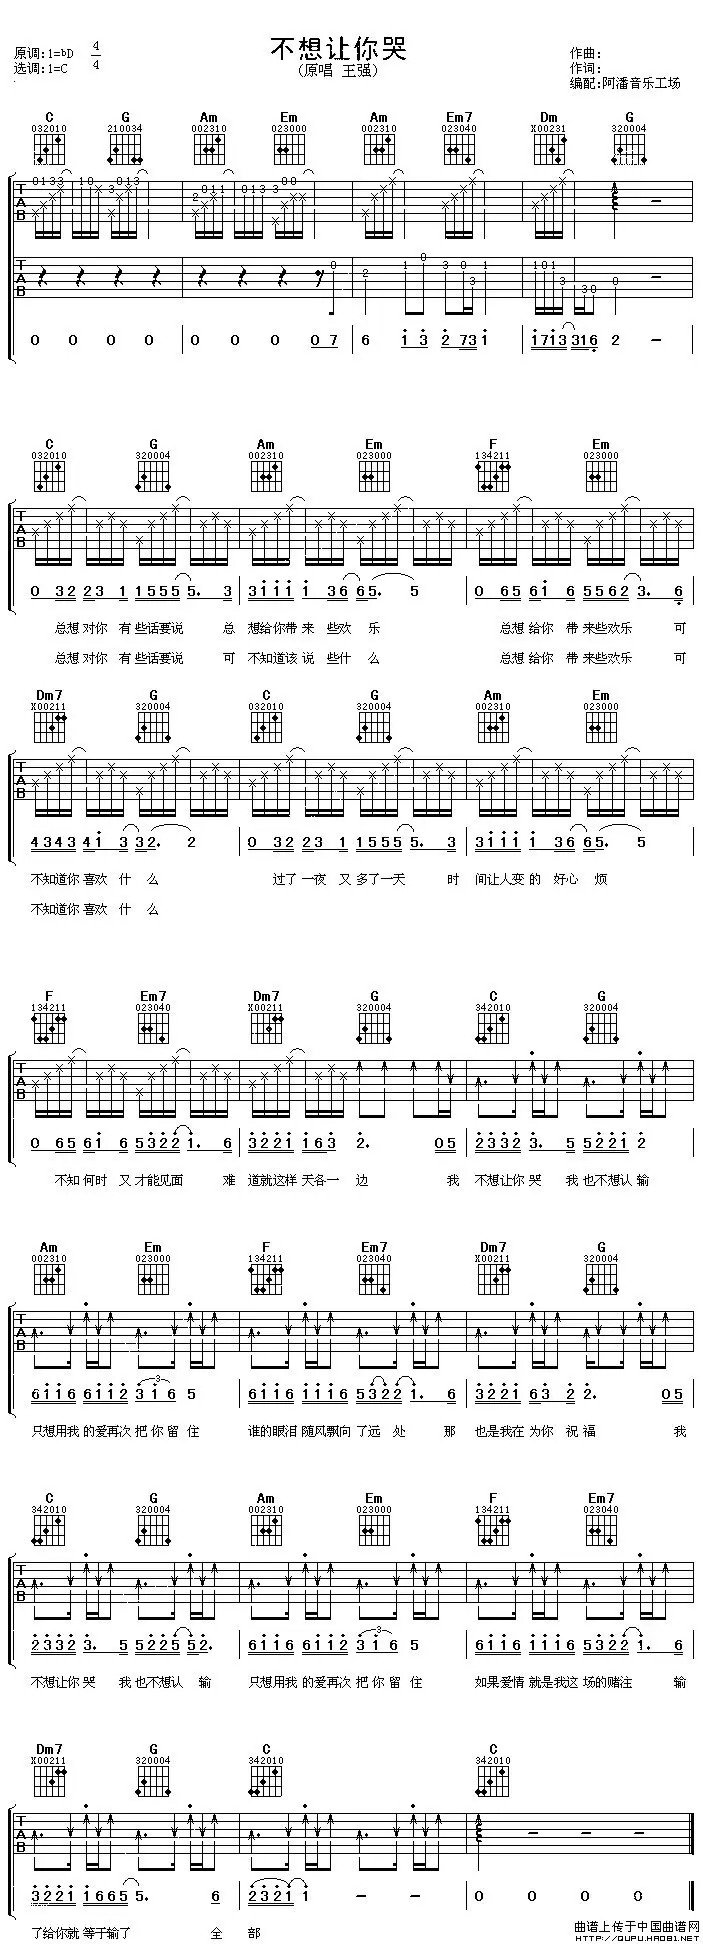 不想让你哭
(原唱 王强)
原调:1=bD 4/4
选调:1=C
作曲:
作词:
编配:阿潘音乐工场
C G Am Em Am Em7 Dm G
032010 210034 002310 023000 002310 023040 X00231 320004
TAB
0 0 0 0 0 0 0 0 7 6 1 3 2 7 3 1 1 7 1 3 3 1 6 2 –
C G Am Em F Em
032010 320004 002310 023000 134211 023000
TAB
0 32 23 1 1555 5. 3 3111 1 36 65. 5 0 65 61 6 5562 3. 6
总想对你 有些话要说 总 想给你带来 些欢乐 总想给你 带来些欢乐 可
总想对你 有些话要说 可 不知道该说 些什么 总想给你 带来些欢乐 可
Dm7 G C G Am Em
X00211 320004 032010 320004 002310 023000
TAB
4343 41 3 32. 2 0 32 23 1 1555 5. 3 3111 1 36 65. 5
不知道你喜欢 什么 过了一夜 又多了一天 时 间让人变的 好心烦
不知道你喜欢 什么
F Em7 Dm7 G C G
134211 023040 X00211 320004 342010 320004
TAB
0 65 61 6 5322 1. 6 3221 163 2. 05 2332 3. 5 5221 2
不知何时 又才能见面 难 道就这样 天各一 边 我 不想让你哭 我也不想认输
Am Em F Em7 Dm7 G
002310 023000 134211 023040 X00211 320004
TAB
6116 6112 316 5 6116 1115 5322 1. 6 3221 63 2 2. 05
只想用我的爱再次把你留住 谁的眼泪随风飘向了远处 那 也是我在为你祝福 我
C G Am Em F Em7
342010 320004 002310 023000 134211 023040
TAB
2332 3. 5 5225 52. 6116 6112 316 5 6116 1115 5322 1. 6
不想让你哭 我也不想认输 只想用我的爱再次把你留住 如果爱情就是我这场的赌注 输
Dm7 G C C
X00211 320004 342010 342010
TAB
3221 1665 5. 6 2321 1 – – 0 0 0 0
了给你就等于输了 全部
曲谱上传于中国曲谱网
HTTP://QUPU.HAO81.NET